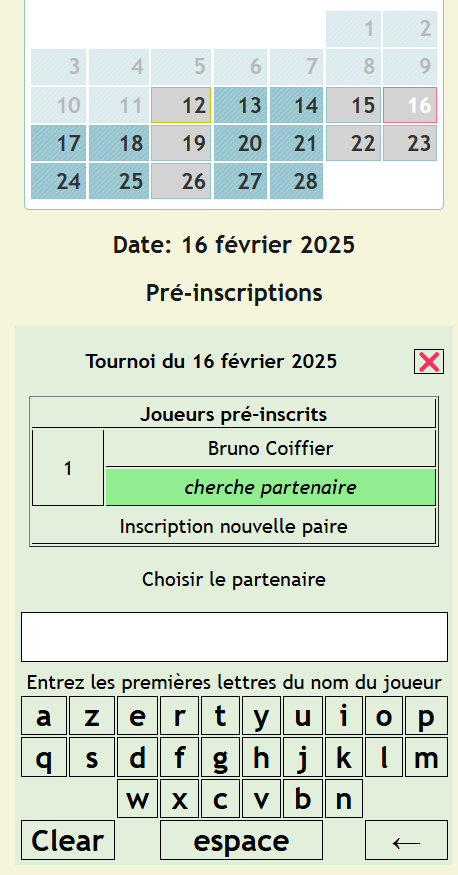 1 2
3 4 5 6 7 8 9
10 11 12 13 14 15 16
17 18 19 20 21 22 23
24 25 26 27 28
Date: 16 février 2025
Pré-inscriptions
Tournoi du 16 février 2025
Joueurs pré-inscrits
1
Bruno Coiffier
cherche partenaire
Inscription nouvelle paire
Choisir le partenaire
Entrez les premières lettres du nom du joueur
a z e r t y u i o p
q s d f g h j k l m
w x c v b n
Clear espace ←